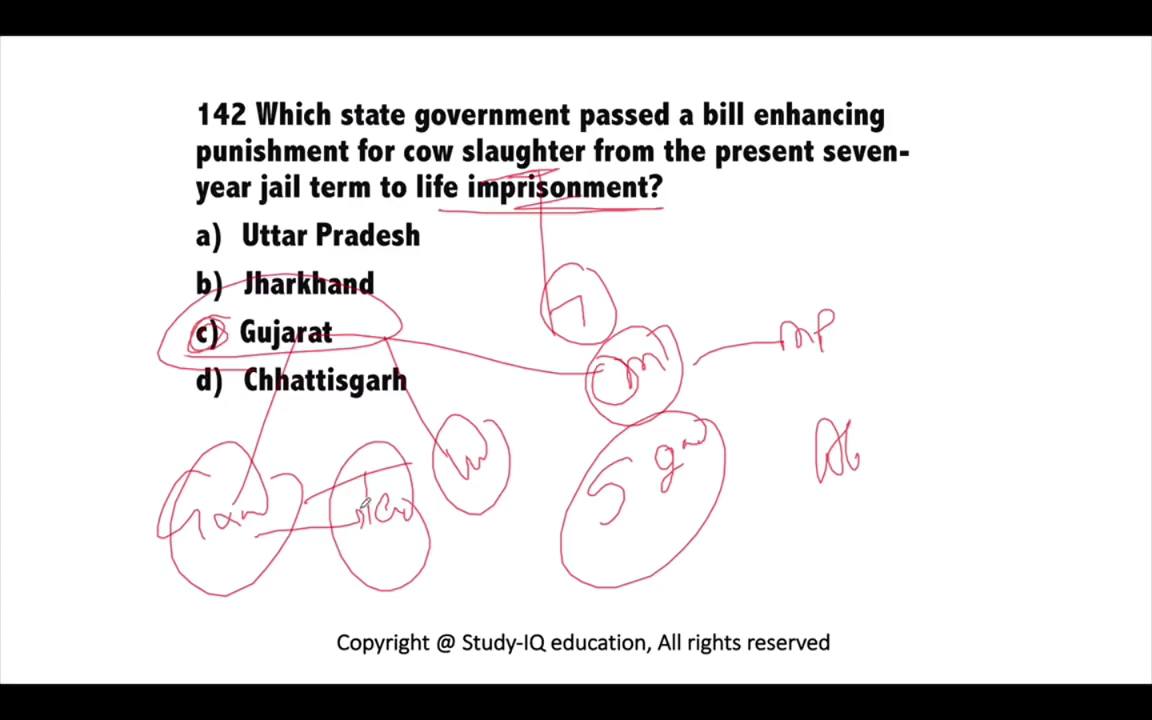 142 Which state government passed a bill enhancing
punishment for cow slaughter from the present seven-
year jail term to life imprisonment?
a) Uttar Pradesh
b) Jharkhand
c) Gujarat
d) Chhattisgarh
7
MP
Copyright @ Study-IQ education, All rights reserved